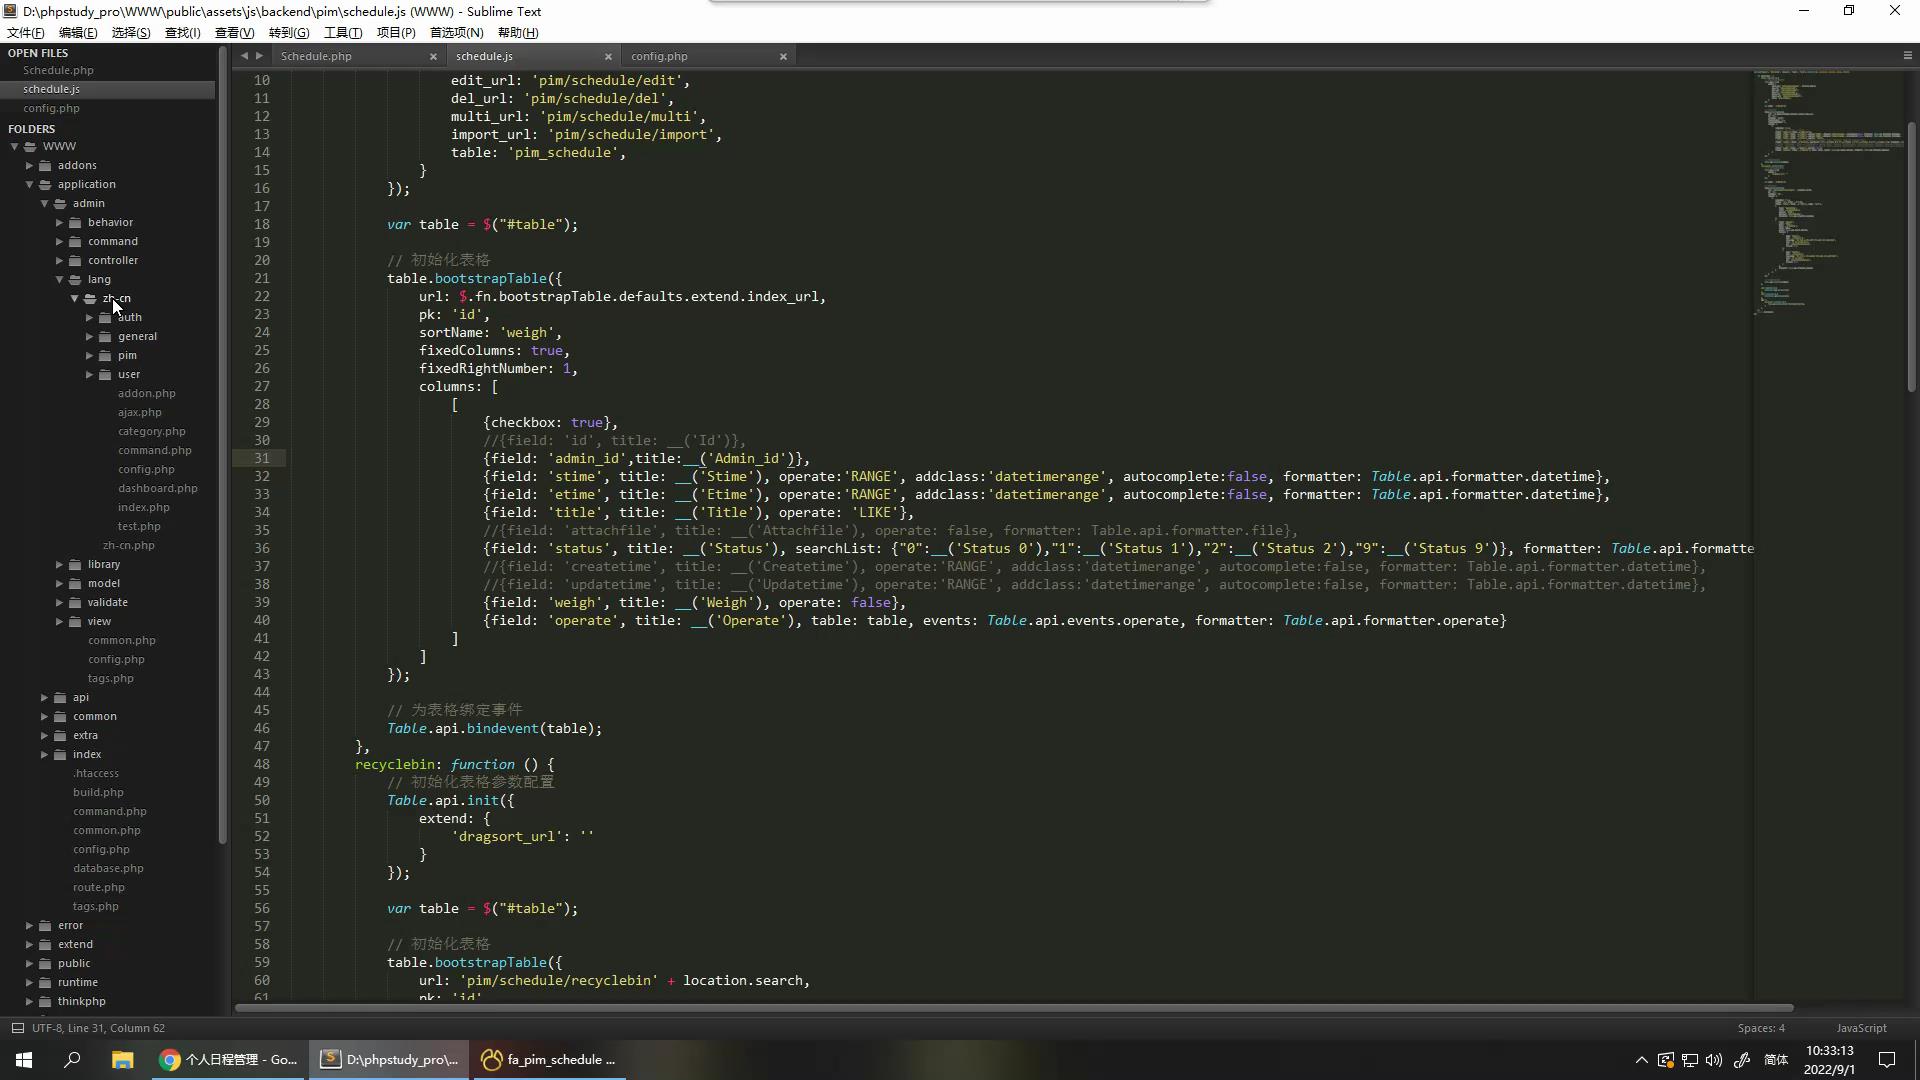 D:\phpstudy_pro\WWW\public\assets\js\backend\pim\schedule.js (WWW) - Sublime Text
文件(F) 编辑(E) 选择(S) 查找(I) 查看(V) 转到(G) 工具(T) 项目(P) 首选项(N) 帮助(H)
OPEN FILES
Schedule.php
schedule.js
config.php
FOLDERS
WWW
addons
application
admin
behavior
command
controller
lang
zh-cn
auth
general
pim
user
addon.php
ajax.php
category.php
command.php
config.php
dashboard.php
index.php
test.php
zh-cn.php
library
model
validate
view
common.php
config.php
tags.php
api
common
extra
index
.htaccess
build.php
command.php
common.php
config.php
database.php
route.php
tags.php
error
extend
public
runtime
thinkphp
Schedule.php × schedule.js × config.php ×
10 edit_url: 'pim/schedule/edit',
11 del_url: 'pim/schedule/del',
12 multi_url: 'pim/schedule/multi',
13 import_url: 'pim/schedule/import',
14 table: 'pim_schedule',
15 }
16 });
17
18 var table = $("#table");
19
20 // 初始化表格
21 table.bootstrapTable({
22 url: $.fn.bootstrapTable.defaults.extend.index_url,
23 pk: 'id',
24 sortName: 'weigh',
25 fixedColumns: true,
26 fixedRightNumber: 1,
27 columns: [
28 [
29 {checkbox: true},
30 //{field: 'id', title: __('Id')},
31 {field: 'admin_id',title:__('Admin_id')},
32 {field: 'stime', title: __('Stime'), operate:'RANGE', addclass:'datetimerange', autocomplete:false, formatter: Table.api.formatter.datetime},
33 {field: 'etime', title: __('Etime'), operate:'RANGE', addclass:'datetimerange', autocomplete:false, formatter: Table.api.formatter.datetime},
34 {field: 'title', title: __('Title'), operate: 'LIKE'},
35 //{field: 'attachfile', title: __('Attachfile'), operate: false, formatter: Table.api.formatter.file},
36 {field: 'status', title: __('Status'), searchList: {"0":__('Status 0'),"1":__('Status 1'),"2":__('Status 2'),"9":__('Status 9')}, formatter: Table.api.formatte
37 //{field: 'createtime', title: __('Createtime'), operate:'RANGE', addclass:'datetimerange', autocomplete:false, formatter: Table.api.formatter.datetime},
38 //{field: 'updatetime', title: __('Updatetime'), operate:'RANGE', addclass:'datetimerange', autocomplete:false, formatter: Table.api.formatter.datetime},
39 {field: 'weigh', title: __('Weigh'), operate: false},
40 {field: 'operate', title: __('Operate'), table: table, events: Table.api.events.operate, formatter: Table.api.formatter.operate}
41 ]
42 ]
43 });
44
45 // 为表格绑定事件
46 Table.api.bindevent(table);
47 },
48 recyclebin: function () {
49 // 初始化表格参数配置
50 Table.api.init({
51 extend: {
52 'dragsort_url': ''
53 }
54 });
55
56 var table = $("#table");
57
58 // 初始化表格
59 table.bootstrapTable({
60 url: 'pim/schedule/recyclebin' + location.search,
61 pk: 'id'
UTF-8, Line 31, Column 62 Spaces: 4 JavaScript
个人日程管理 - Go... D:\phpstudy_pro\... fa_pim_schedule ... 简体 10:33:13
2022/9/1